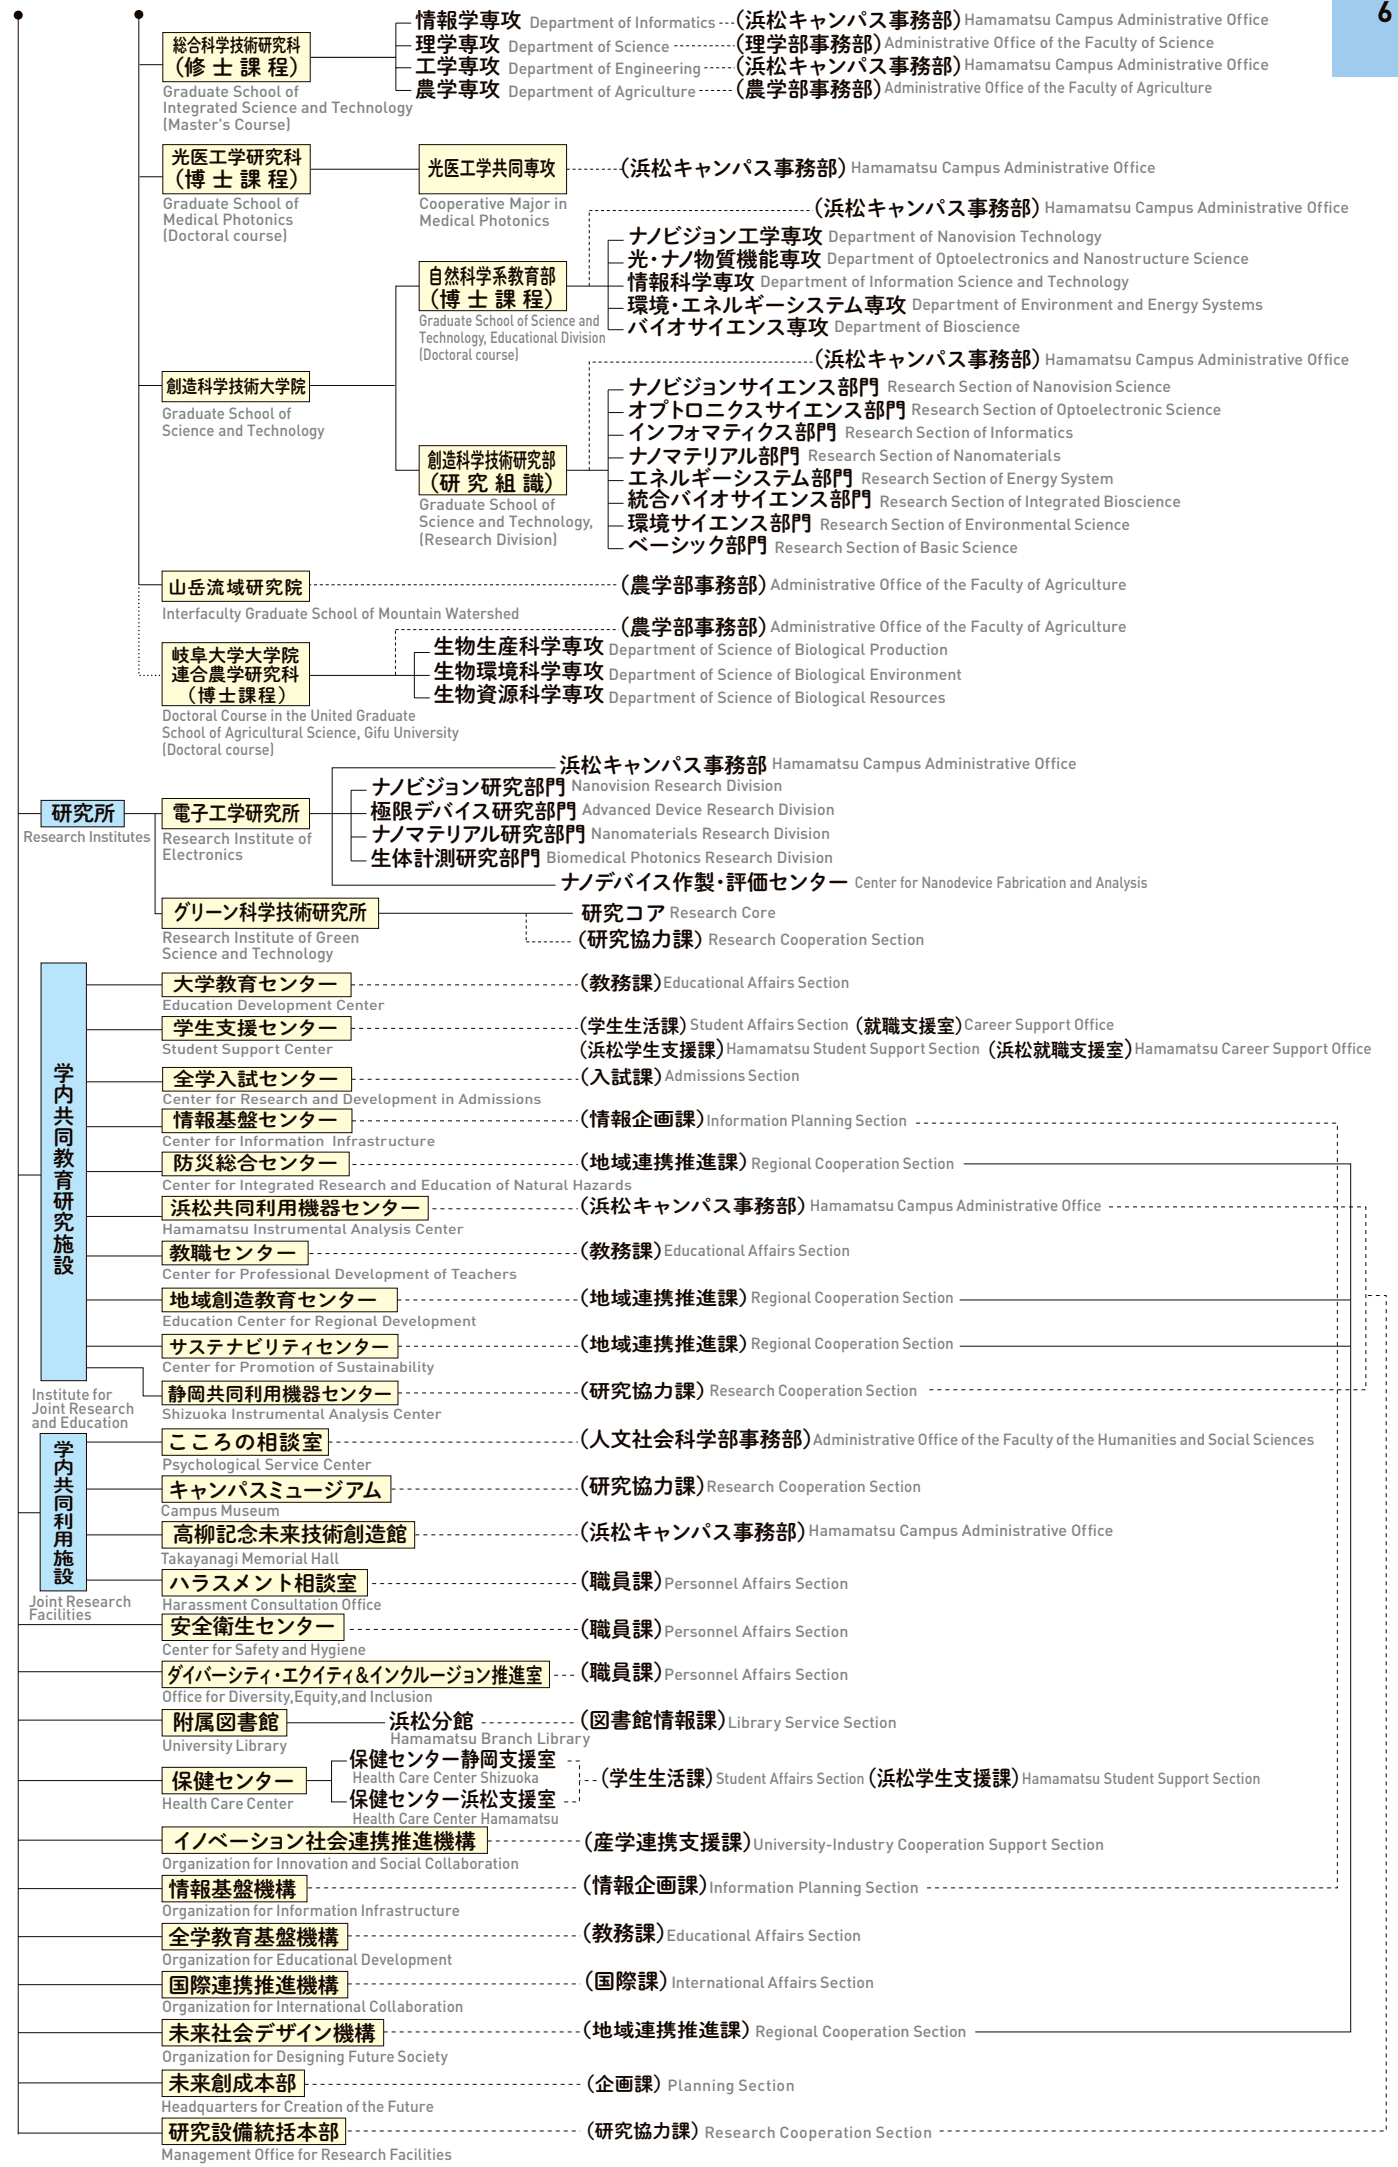 6
情報学専攻 Department of Informatics (浜松キャンパス事務部) Hamamatsu Campus Administrative Office
総合科学技術研究科
(修士課程)
理学専攻 Department of Science (理学部事務部) Administrative Office of the Faculty of Science
工学専攻 Department of Engineering (浜松キャンパス事務部) Hamamatsu Campus Administrative Office
農学専攻 Department of Agriculture (農学部事務部) Administrative Office of the Faculty of Agriculture
Graduate School of
Integrated Science and Technology
(Master's Course)
光医工学研究科
(博士課程)
光医工学共同専攻 (浜松キャンパス事務部) Hamamatsu Campus Administrative Office
Graduate School of
Medical Photonics
(Doctoral course)
Cooperative Major in
Medical Photonics
(浜松キャンパス事務部) Hamamatsu Campus Administrative Office
ナノビジョン工学専攻 Department of Nanovision Technology
光・ナノ物質機能専攻 Department of Optoelectronics and Nanostructure Science
自然科学系教育部
(博士課程)
情報科学専攻 Department of Information Science and Technology
環境・エネルギーシステム専攻 Department of Environment and Energy Systems
バイオサイエンス専攻 Department of Bioscience
Graduate School of Science and
Technology, Educational Division
(Doctoral course)
(浜松キャンパス事務部) Hamamatsu Campus Administrative Office
創造科学技術大学院
Graduate School of
Science and Technology
ナノビジョンサイエンス部門 Research Section of Nanovision Science
オプトロニクスサイエンス部門 Research Section of Optoelectronic Science
インフォマティクス部門 Research Section of Informatics
ナノマテリアル部門 Research Section of Nanomaterials
創造科学技術研究部
(研究組織)
エネルギーシステム部門 Research Section of Energy System
統合バイオサイエンス部門 Research Section of Integrated Bioscience
環境サイエンス部門 Research Section of Environmental Science
ベーシック部門 Research Section of Basic Science
Graduate School of
Science and Technology,
(Research Division)
山岳流域研究院 (農学部事務部) Administrative Office of the Faculty of Agriculture
Interfaculty Graduate School of Mountain Watershed
(農学部事務部) Administrative Office of the Faculty of Agriculture
岐阜大学大学院
連合農学研究科
(博士課程)
生物生産科学専攻 Department of Science of Biological Production
生物環境科学専攻 Department of Science of Biological Environment
生物資源科学専攻 Department of Science of Biological Resources
Doctoral Course in the United Graduate
School of Agricultural Science, Gifu University
(Doctoral course)
浜松キャンパス事務部 Hamamatsu Campus Administrative Office
ナノビジョン研究部門 Nanovision Research Division
研究所
Research Institutes
電子工学研究所
Research Institute of
Electronics
極限デバイス研究部門 Advanced Device Research Division
ナノマテリアル研究部門 Nanomaterials Research Division
生体計測研究部門 Biomedical Photonics Research Division
ナノデバイス作製・評価センター Center for Nanodevice Fabrication and Analysis
グリーン科学技術研究所 研究コア Research Core
Research Institute of Green
Science and Technology
(研究協力課) Research Cooperation Section
学内共同教育研究施設
Institute for
Joint Research
and Education
大学教育センター (教務課) Educational Affairs Section
Education Development Center
学生支援センター (学生生活課) Student Affairs Section (就職支援室) Career Support Office
Student Support Center (浜松学生支援課) Hamamatsu Student Support Section (浜松就職支援室) Hamamatsu Career Support Office
全学入試センター (入試課) Admissions Section
Center for Research and Development in Admissions
情報基盤センター (情報企画課) Information Planning Section
Center for Information Infrastructure
防災総合センター (地域連携推進課) Regional Cooperation Section
Center for Integrated Research and Education of Natural Hazards
浜松共同利用機器センター (浜松キャンパス事務部) Hamamatsu Campus Administrative Office
Hamamatsu Instrumental Analysis Center
教職センター (教務課) Educational Affairs Section
Center for Professional Development of Teachers
地域創造教育センター (地域連携推進課) Regional Cooperation Section
Education Center for Regional Development
サステナビリティセンター (地域連携推進課) Regional Cooperation Section
Center for Promotion of Sustainability
静岡共同利用機器センター (研究協力課) Research Cooperation Section
Shizuoka Instrumental Analysis Center
学内共同利用施設
Joint Research
Facilities
こころの相談室 (人文社会科学部事務部) Administrative Office of the Faculty of the Humanities and Social Sciences
Psychological Service Center
キャンパスミュージアム (研究協力課) Research Cooperation Section
Campus Museum
高柳記念未来技術創造館 (浜松キャンパス事務部) Hamamatsu Campus Administrative Office
Takayanagi Memorial Hall
ハラスメント相談室 (職員課) Personnel Affairs Section
Harassment Consultation Office
安全衛生センター (職員課) Personnel Affairs Section
Center for Safety and Hygiene
ダイバーシティ・エクイティ&インクルージョン推進室 (職員課) Personnel Affairs Section
Office for Diversity,Equity,and Inclusion
附属図書館 浜松分館 (図書館情報課) Library Service Section
University Library Hamamatsu Branch Library
保健センター静岡支援室
Health Care Center Shizuoka
保健センター (学生生活課) Student Affairs Section (浜松学生支援課) Hamamatsu Student Support Section
Health Care Center
保健センター浜松支援室
Health Care Center Hamamatsu
イノベーション社会連携推進機構 (産学連携支援課) University-Industry Cooperation Support Section
Organization for Innovation and Social Collaboration
情報基盤機構 (情報企画課) Information Planning Section
Organization for Information Infrastructure
全学教育基盤機構 (教務課) Educational Affairs Section
Organization for Educational Development
国際連携推進機構 (国際課) International Affairs Section
Organization for International Collaboration
未来社会デザイン機構 (地域連携推進課) Regional Cooperation Section
Organization for Designing Future Society
未来創成本部 (企画課) Planning Section
Headquarters for Creation of the Future
研究設備統括本部 (研究協力課) Research Cooperation Section
Management Office for Research Facilities